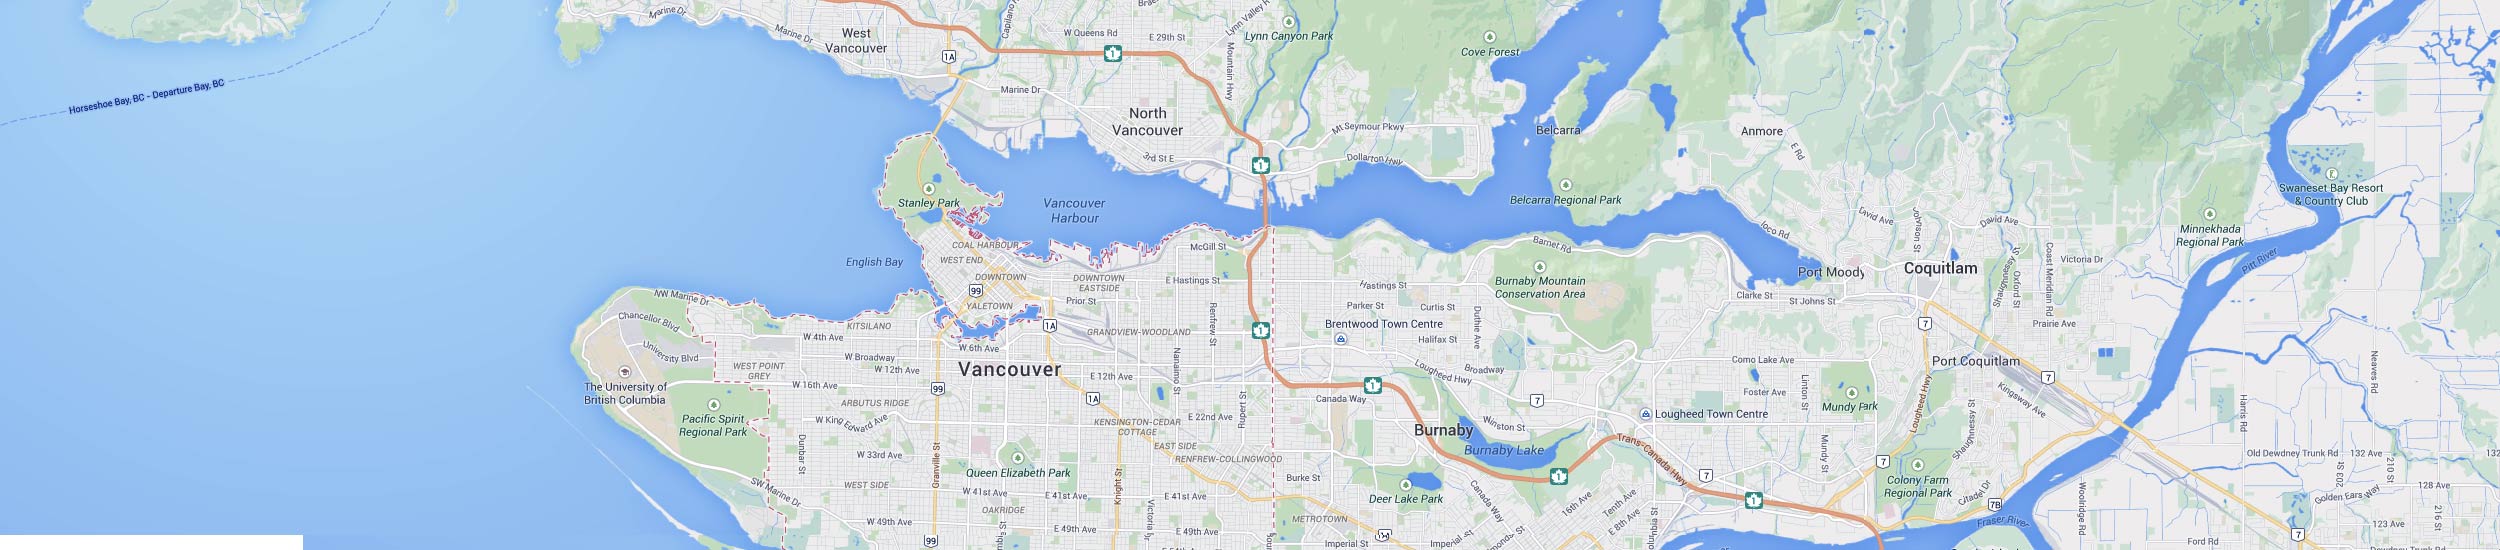 Marine Dr
West
Vancouver
Marine Dr
1A
Capilano
W Queens Rd
E 29th St
1
Mountain Hwy
Lynn Valley R
Lynn Canyon Park
Cove Forest
Horseshoe Bay, BC - Departure Bay, BC
Marine Dr
North
Vancouver
3rd St E
1
Mt Seymour Pkwy
Dollarton Hwy
Belcarra
Anmore
E Rd
Belcarra Regional Park
Ioco Rd
David Ave
Johnson St
David Ave
Swaneset Bay Resort
& Country Club
Minnekhada
Regional Park
Pitt River
Stanley Park
Vancouver
Harbour
English Bay
COAL HARBOUR
WEST END
DOWNTOWN
DOWNTOWN
EASTSIDE
YALETOWN
99
Prior St
McGill St
E Hastings St
Renfrew St
Hastings St
Parker St
Curtis St
Brentwood Town Centre
Halifax St
Duthie Ave
Barnet Rd
Burnaby Mountain
Conservation Area
Port Moody
Coquitlam
Clarke St
St Johns St
Victoria Dr
Shaughnessy St
Oxford St
Coast Meridian Rd
Prairie Ave
7
NW Marine Dr
Chancellor Blvd
University Blvd
The University of
British Columbia
Pacific Spirit
Regional Park
KITSILANO
W 4th Ave
W 6th Ave
1A
GRANDVIEW-WOODLAND
1
W Broadway
W 12th Ave
WEST POINT
GREY
W 16th Ave
Vancouver
E 12th Ave
Nanaimo St
Rupert St
99
1A
ARBUTUS RIDGE
W King Edward Ave
E 22nd Ave
KENSINGTON-CEDAR
COTTAGE
EAST SIDE
RENFREW-COLLINGWOOD
Dunbar St
W 33rd Ave
Granville St
Queen Elizabeth Park
Knight St
WEST SIDE
SW Marine Dr
W 41st Ave
E 41st Ave
E 41st Ave
OAKRIDGE
W 49th Ave
E 49th Ave
E 49th Ave
99
1
Canada Way
Lougheed Hwy
Broadway
7
Winston St
Burnaby
Burnaby Lake
Burke St
Deer Lake Park
METROTOWN
Imperial St
Imperial St
Canada Way
16th Ave
Tenth Ave
E 8th Ave
1
Trans-Canada Hwy
Lougheed Town Centre
Como Lake Ave
Foster Ave
Linton St
Mundy Park
Mundy St
7
1
7
Lougheed Hwy
Port Coquitlam
Kingsway Ave
7
Shaughnessy St
Colony Farm
Regional Park
Citadel Dr
7B
Fraser River
Harris Rd
Neaves Rd
Old Dewdney Trunk Rd
132 Ave
132
Woolridge Rd
203 St
210 St
216 St
128 Ave
Golden Ears Way
123 Ave
7
Ford Rd
Dewdney Trunk Rd